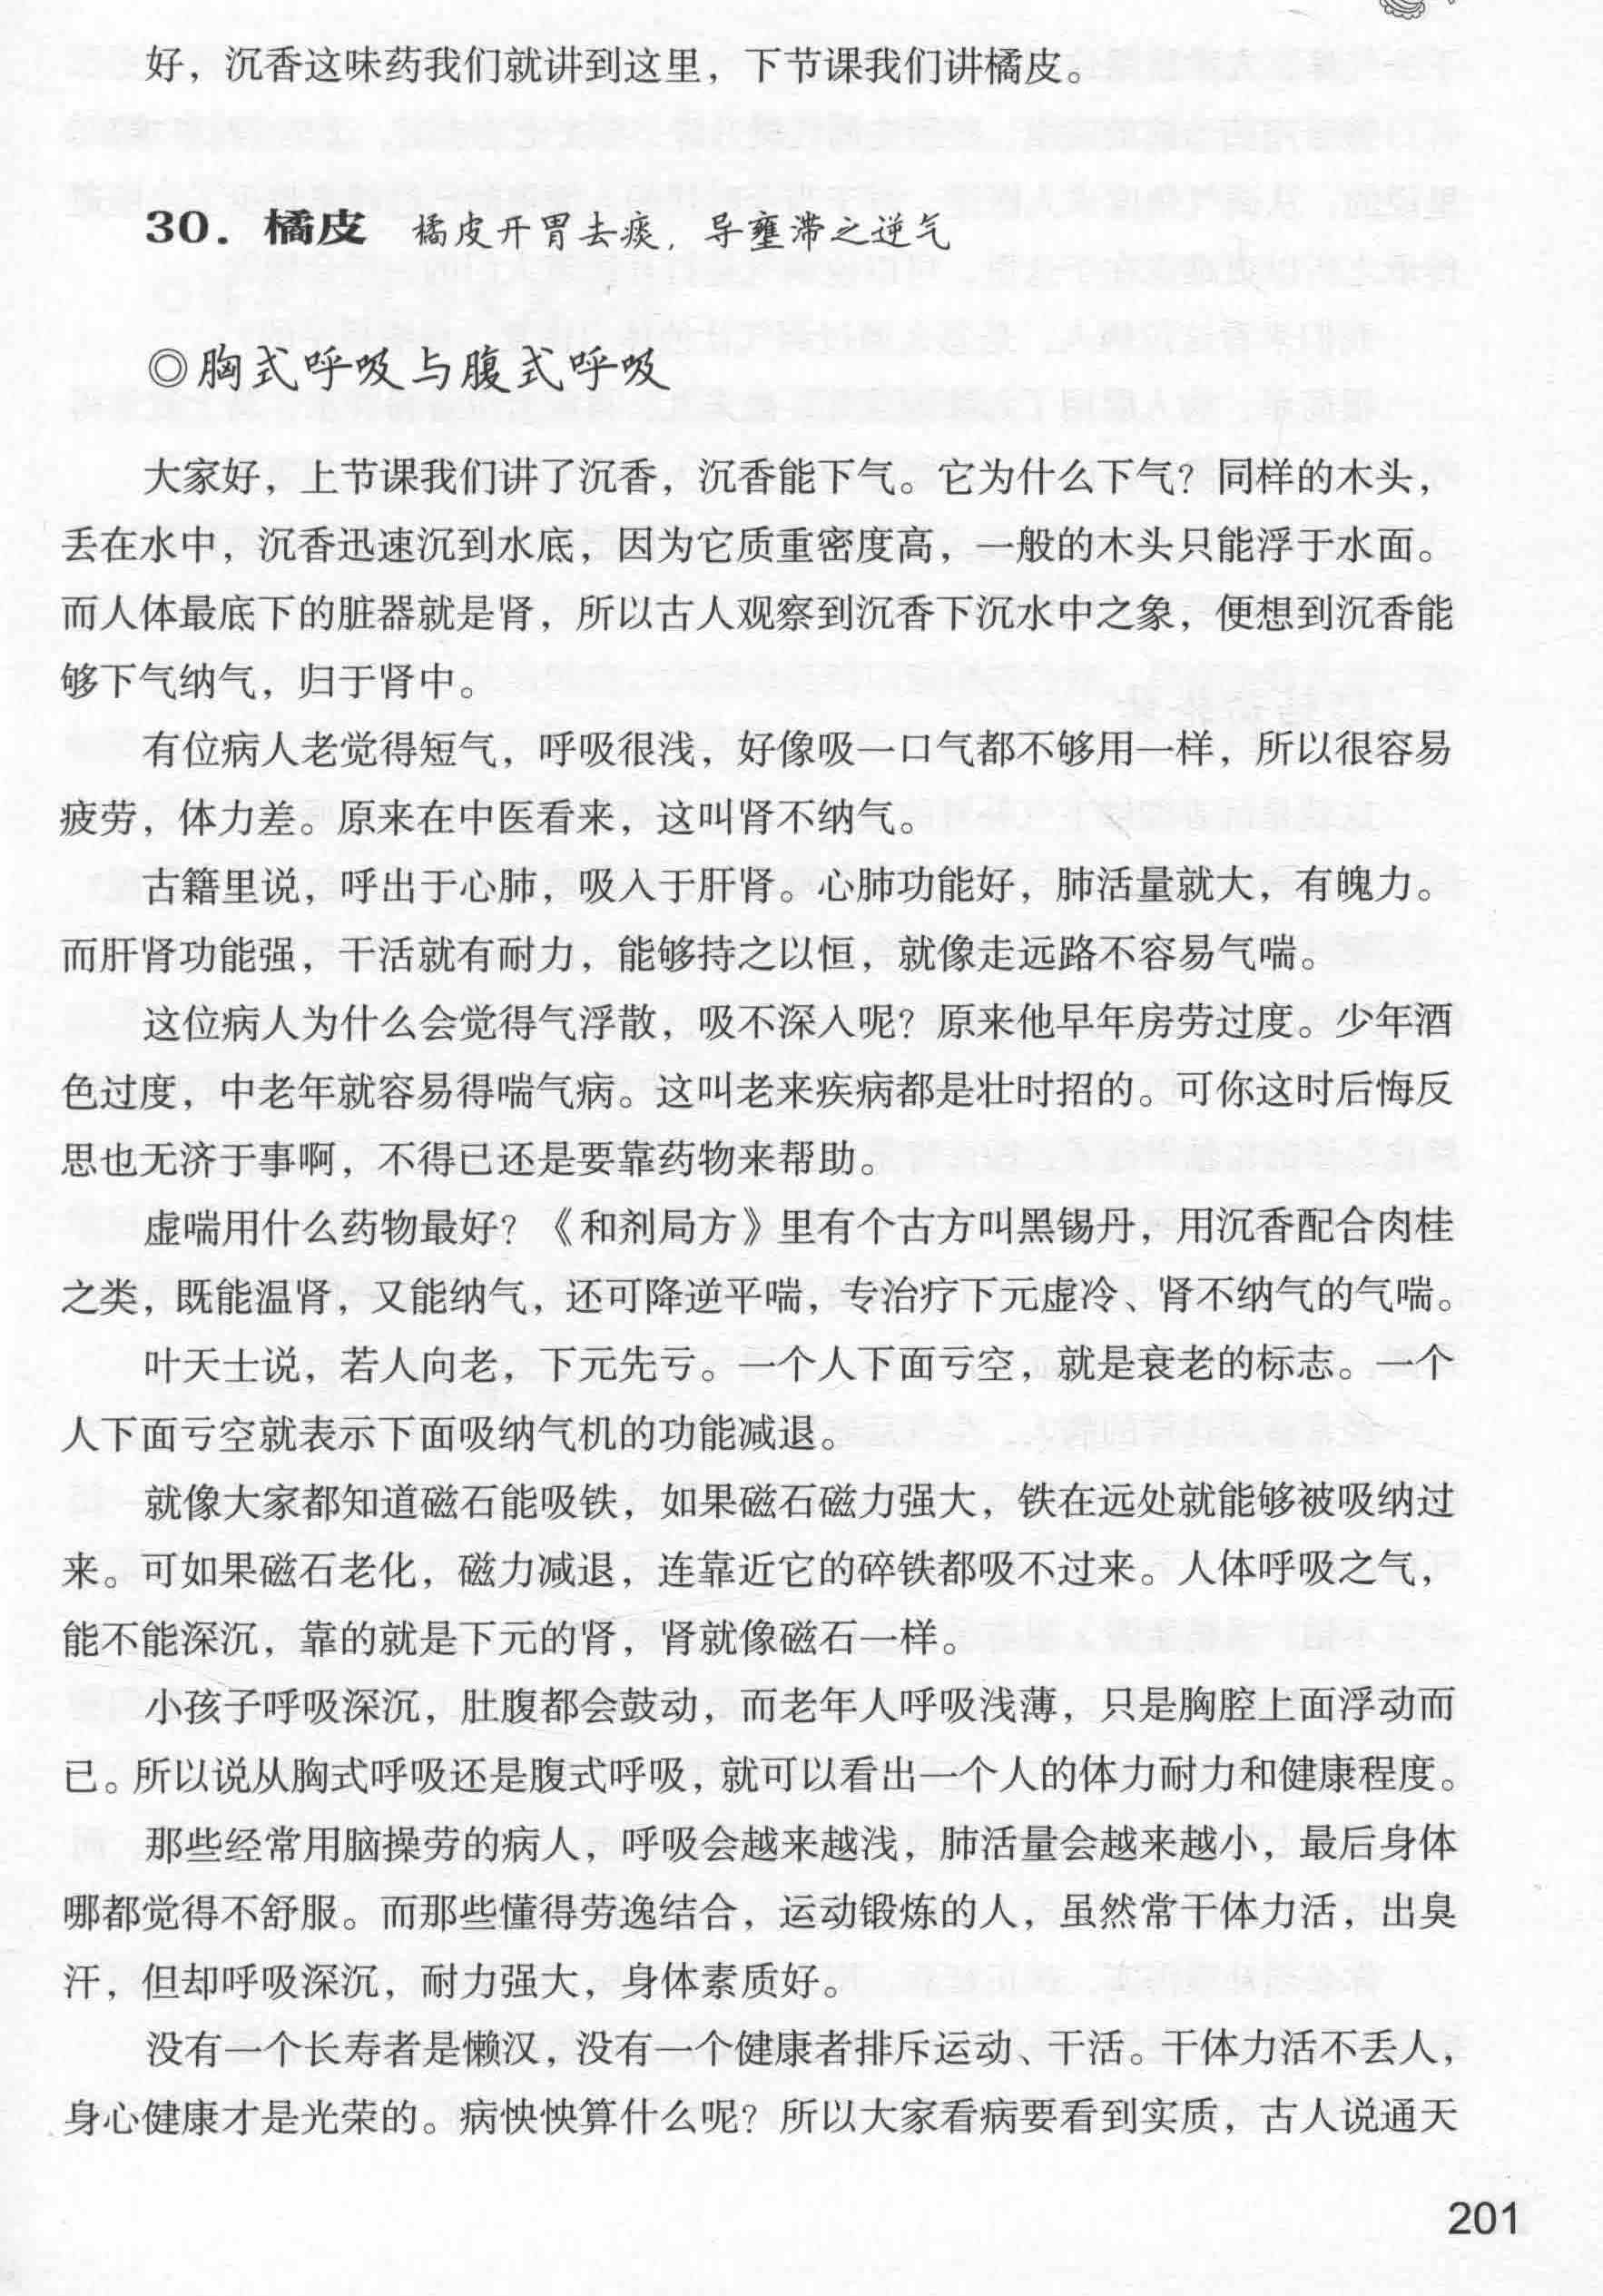 好，沉香这味药我们就讲到这里，下节课我们讲橘皮。
30．橘皮 橘皮开胃去痰，导壅滞之逆气
◎胸式呼吸与腹式呼吸
大家好，上节课我们讲了沉香，沉香能下气。它为什么下气？同样的木头，
丢在水中，沉香迅速沉到水底，因为它质重密度高，一般的木头只能浮于水面。
而人体最底下的脏器就是肾，所以古人观察到沉香下沉水中之象，便想到沉香能
够下气纳气，归于肾中。
有位病人老觉得短气，呼吸很浅，好像吸一口气都不够用一样，所以很容易
疲劳，体力差。原来在中医看来，这叫肾不纳气。
古籍里说，呼出于心肺，吸入于肝肾。心肺功能好，肺活量就大，有魄力。
而肝肾功能强，干活就有耐力，能够持之以恒，就像走远路不容易气喘。
这位病人为什么会觉得气浮散，吸不深入呢？原来他早年房劳过度。少年酒
色过度，中老年就容易得喘气病。这叫老来疾病都是壮时招的。可你这时后悔反
思也无济于事啊，不得已还是要靠药物来帮助。
虚喘用什么药物最好？《和剂局方》里有个古方叫黑锡丹，用沉香配合肉桂
之类，既能温肾，又能纳气，还可降逆平喘，专治疗下元虚冷、肾不纳气的气喘。
叶天士说，若人向老，下元先亏。一个人下面亏空，就是衰老的标志。一个
人下面亏空就表示下面吸纳气机的功能减退。
就像大家都知道磁石能吸铁，如果磁石磁力强大，铁在远处就能够被吸纳过
来。可如果磁石老化，磁力减退，连靠近它的碎铁都吸不过来。人体呼吸之气，
能不能深沉，靠的就是下元的肾，肾就像磁石一样。
小孩子呼吸深沉，肚腹都会鼓动，而老年人呼吸浅薄，只是胸腔上面浮动而
已。所以说从胸式呼吸还是腹式呼吸，就可以看出一个人的体力耐力和健康程度。
那些经常用脑操劳的病人，呼吸会越来越浅，肺活量会越来越小，最后身体
哪都觉得不舒服。而那些懂得劳逸结合，运动锻炼的人，虽然常干体力活，出臭
汗，但却呼吸深沉，耐力强大，身体素质好。
没有一个长寿者是懒汉，没有一个健康者排斥运动、干活。干体力活不丢人，
身心健康才是光荣的。病怏怏算什么呢？所以大家看病要看到实质，古人说通天
201